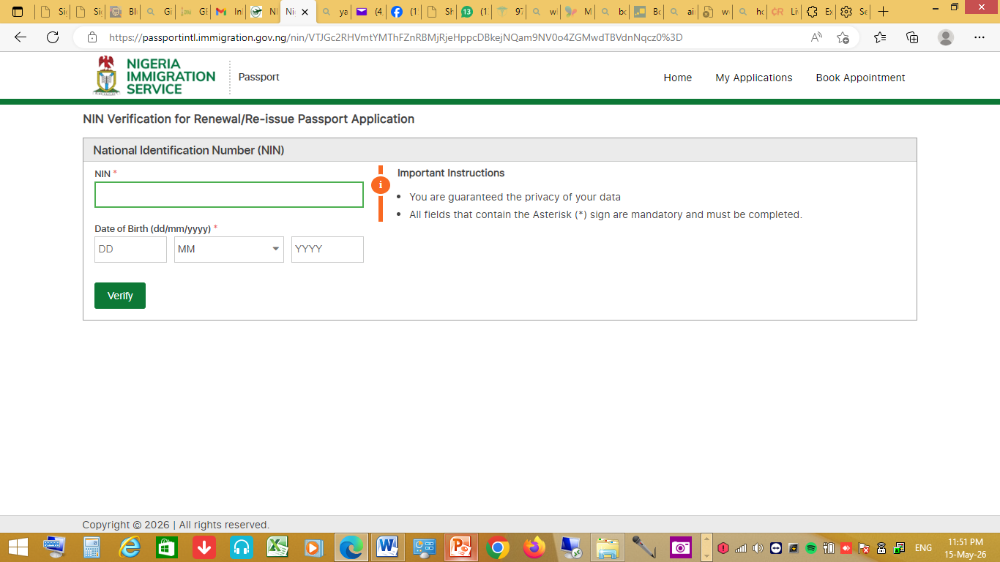 Si
Si
Bl
Gi
GE
In
NI
Ni
ya
(4
(1
Sh
(1.
97
wl
M
bo
Bo
ai
w
ho
Li
Ex
Se
https://passportintl.immigration.gov.ng/nin/VTJGc2RHVmtYMThFZnRBMjRjeHppcDBkejNQam9NV0o4ZGMwdTBVdnNqcz0%3D
NIGERIA
IMMIGRATION
SERVICE
Passport
Home
My Applications
Book Appointment
NIN Verification for Renewal/Re-issue Passport Application
National Identification Number (NIN)
NIN *
Date of Birth (dd/mm/yyyy) *
DD
MM
YYYY
Verify
Important Instructions
You are guaranteed the privacy of your data
All fields that contain the Asterisk (*) sign are mandatory and must be completed.
Copyright © 2026 | All rights reserved.
ENG
11:51 PM
15-May-26